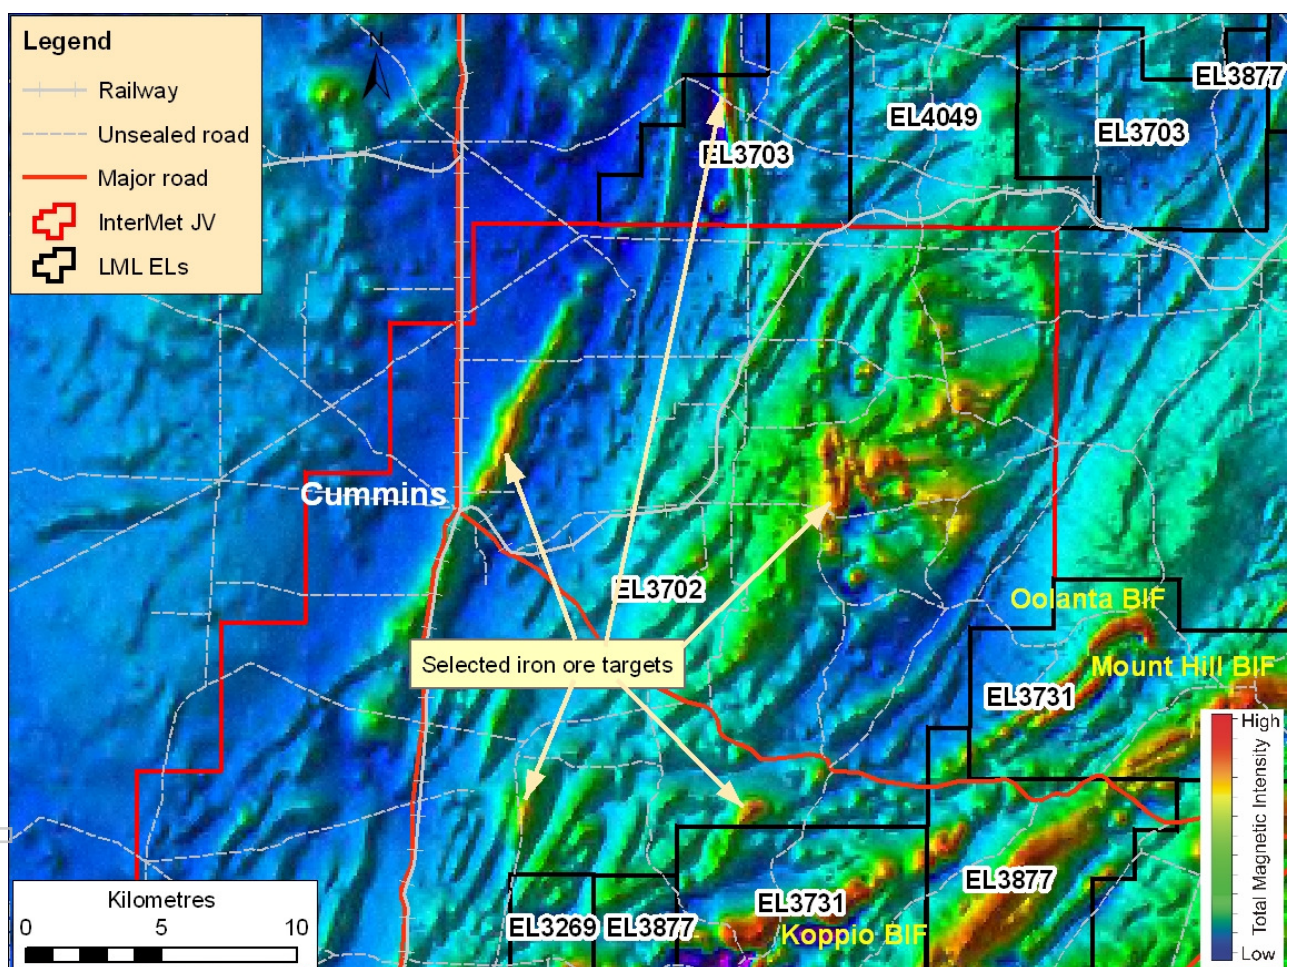 Legend
Railway
Unsealed road
Major road
InterMet JV
LML ELs
N
EL3877
EL4049
EL3703
EL3703
Cummins
EL3702
Oolanta BIF
Selected iron ore targets
Mount Hill BIF
EL3731
High
Total Magnetic Intensity
Low
EL3877
EL3731
Koppio BIF
EL3269
EL3877
Kilometres
0 5 10